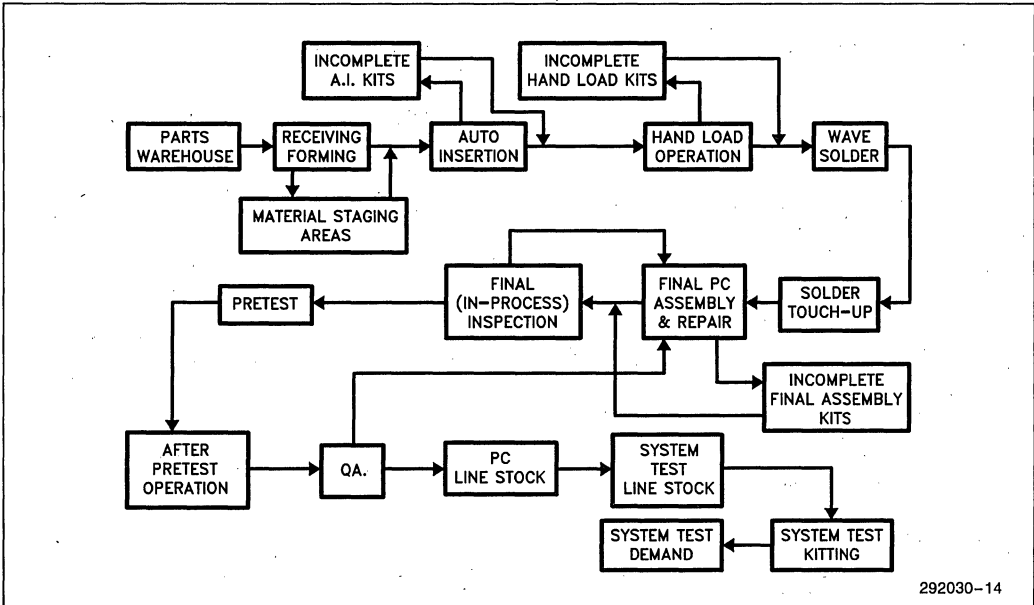 INCOMPLETE
A.I. KITS
INCOMPLETE
HAND LOAD KITS
PARTS
WAREHOUSE
RECEIVING
FORMING
AUTO
INSERTION
HAND LOAD
OPERATION
WAVE
SOLDER
MATERIAL STAGING
AREAS
PRETEST
FINAL
(IN-PROCESS)
INSPECTION
FINAL PC
ASSEMBLY
& REPAIR
SOLDER
TOUCH-UP
INCOMPLETE
FINAL ASSEMBLY
KITS
AFTER
PRETEST
OPERATION
QA.
PC
LINE STOCK
SYSTEM
TEST
LINE STOCK
SYSTEM TEST
DEMAND
SYSTEM TEST
KITTING
292030-14